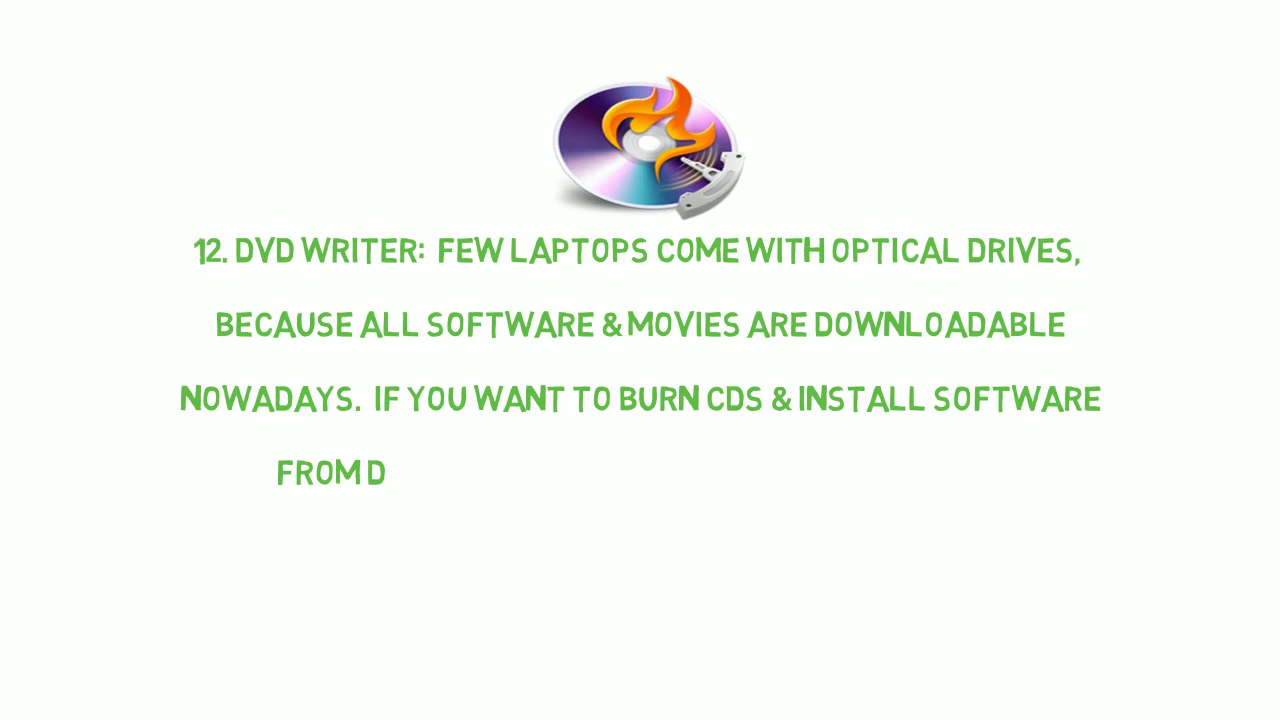 12. DVD WRITER: FEW LAPTOPS COME WITH OPTICAL DRIVES,
BECAUSE ALL SOFTWARE & MOVIES ARE DOWNLOADABLE
NOWADAYS. IF YOU WANT TO BURN CDS & INSTALL SOFTWARE
FROM D